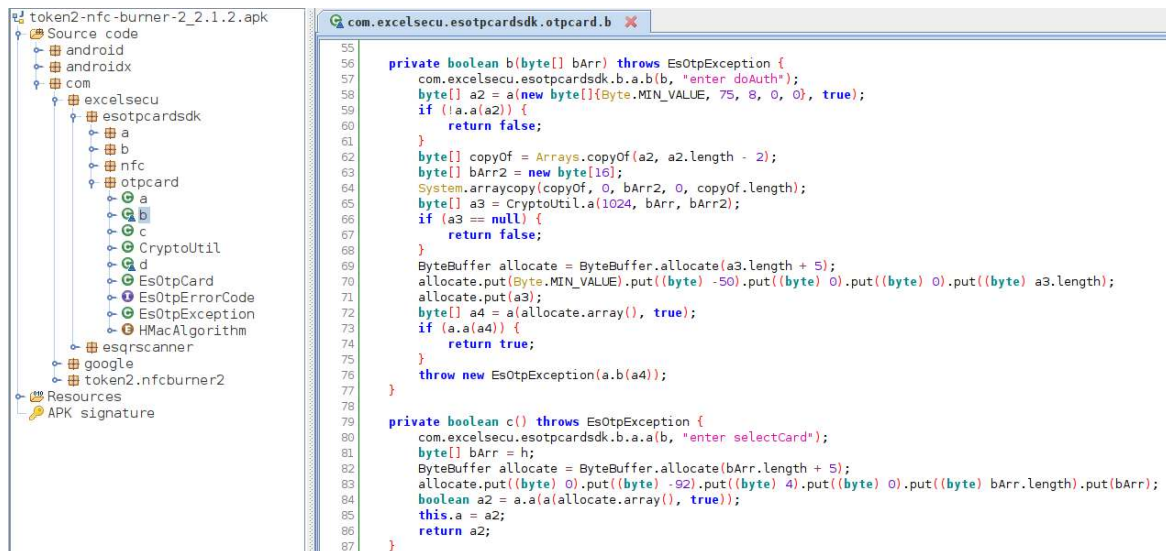 token2-nfc-burner-2_2.1.2.apk
Source code
android
androidx
com
excelsecu
esotpcardsdk
a
b
nfc
otpcard
a
b
c
CryptoUtil
d
EsOtpCard
EsOtpErrorCode
EsOtpException
HMacAlgorithm
esqrscanner
google
token2.nfcburner2
Resources
APK signature
com.excelsecu.esotpcardsdk.otpcard.b
55
56 private boolean b(byte[] bArr) throws EsOtpException {
57 com.excelsecu.esotpcardsdk.b.a.b(b, "enter doAuth");
58 byte[] a2 = a(new byte[]{Byte.MIN_VALUE, 75, 8, 0, 0}, true);
59 if (!a.a(a2)) {
60 return false;
61 }
62 byte[] copyOf = Arrays.copyOf(a2, a2.length - 2);
63 byte[] bArr2 = new byte[16];
64 System.arraycopy(copyOf, 0, bArr2, 0, copyOf.length);
65 byte[] a3 = CryptoUtil.a(1024, bArr, bArr2);
66 if (a3 == null) {
67 return false;
68 }
69 ByteBuffer allocate = ByteBuffer.allocate(a3.length + 5);
70 allocate.put(Byte.MIN_VALUE).put((byte) -50).put((byte) 0).put((byte) 0).put((byte) a3.length);
71 allocate.put(a3);
72 byte[] a4 = a(allocate.array(), true);
73 if (a.a(a4)) {
74 return true;
75 }
76 throw new EsOtpException(a.b(a4));
77 }
78
79 private boolean c() throws EsOtpException {
80 com.excelsecu.esotpcardsdk.b.a.a(b, "enter selectCard");
81 byte[] bArr = h;
82 ByteBuffer allocate = ByteBuffer.allocate(bArr.length + 5);
83 allocate.put((byte) 0).put((byte) -92).put((byte) 4).put((byte) 0).put((byte) bArr.length).put(bArr);
84 boolean a2 = a.a(a(allocate.array(), true));
85 this.a = a2;
86 return a2;
87 }